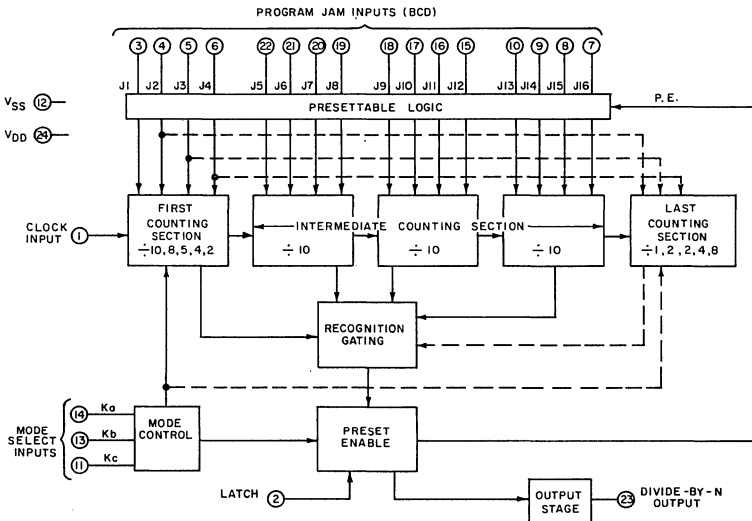 PROGRAM JAM INPUTS (BCD)
3 4 5 6 22 21 20 19 18 17 16 15 10 9 8 7
J1 J2 J3 J4 J5 J6 J7 J8 J9 J10 J11 J12 J13 J14 J15 J16
VSS 12
PRESETTABLE LOGIC
P.E.
VDD 24
CLOCK
INPUT 1
FIRST
COUNTING
SECTION
÷10,8,5,4,2
INTERMEDIATE COUNTING SECTION
÷10
÷10
÷10
LAST
COUNTING
SECTION
÷1,2,2,4,8
RECOGNITION
GATING
MODE
SELECT
INPUTS
14 Ka
13 Kb
11 Kc
MODE
CONTROL
PRESET
ENABLE
LATCH 2
OUTPUT
STAGE
23 DIVIDE-BY-N
OUTPUT